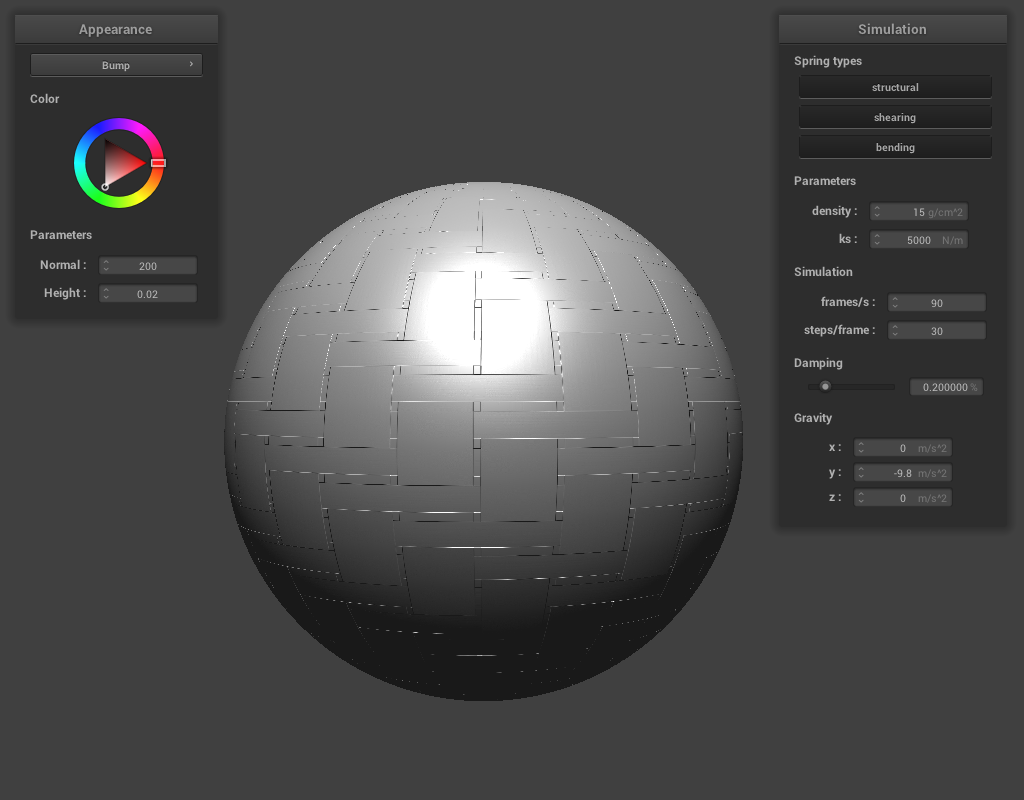 Appearance
Bump ›
Color
Parameters
Normal : 200
Height : 0.02
Simulation
Spring types
structural
shearing
bending
Parameters
density : 15 g/cm^2
ks : 5000 N/m
Simulation
frames/s : 90
steps/frame : 30
Damping
0.200000 %
Gravity
x : 0 m/s^2
y : -9.8 m/s^2
z : 0 m/s^2